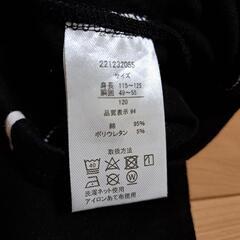 221232065
サイズ
身長 115～125
胴囲 49～55
120
品質表示 #4
綿 95%
ポリウレタン 5%
取扱方法
40
洗濯ネット使用
アイロンあて布使用